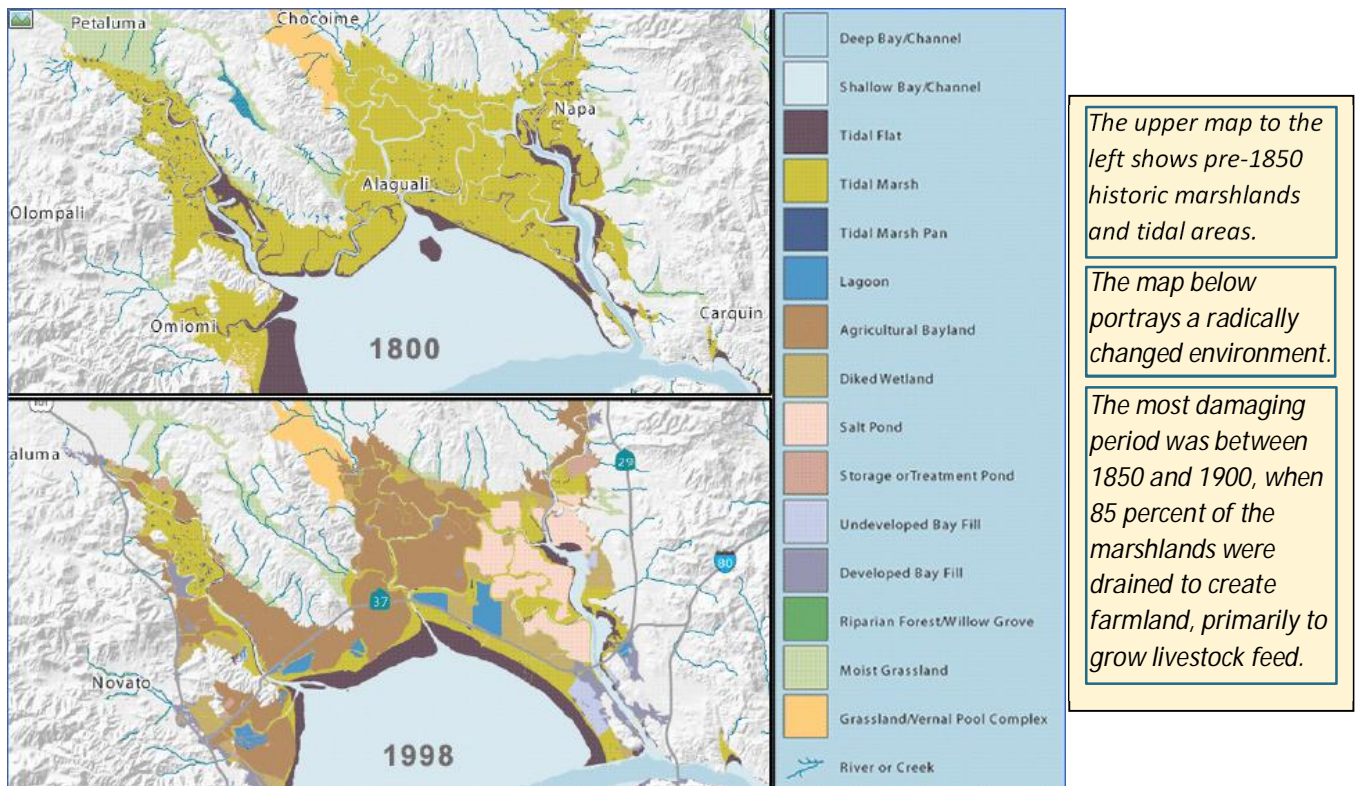 Petaluma
Chocoime
Napa
Alaguali
Olompali
Omiomi
Carquin
1800
101
aluma
29
80
37
Novato
1998
Deep Bay/Channel
Shallow Bay/Channel
Tidal Flat
Tidal Marsh
Tidal Marsh Pan
Lagoon
Agricultural Bayland
Diked Wetland
Salt Pond
Storage orTreatment Pond
Undeveloped Bay Fill
Developed Bay Fill
Riparian Forest/Willow Grove
Moist Grassland
Grassland/Vernal Pool Complex
River or Creek
The upper map to the
left shows pre-1850
historic marshlands
and tidal areas.
The map below
portrays a radically
changed environment.
The most damaging
period was between
1850 and 1900, when
85 percent of the
marshlands were
drained to create
farmland, primarily to
grow livestock feed.